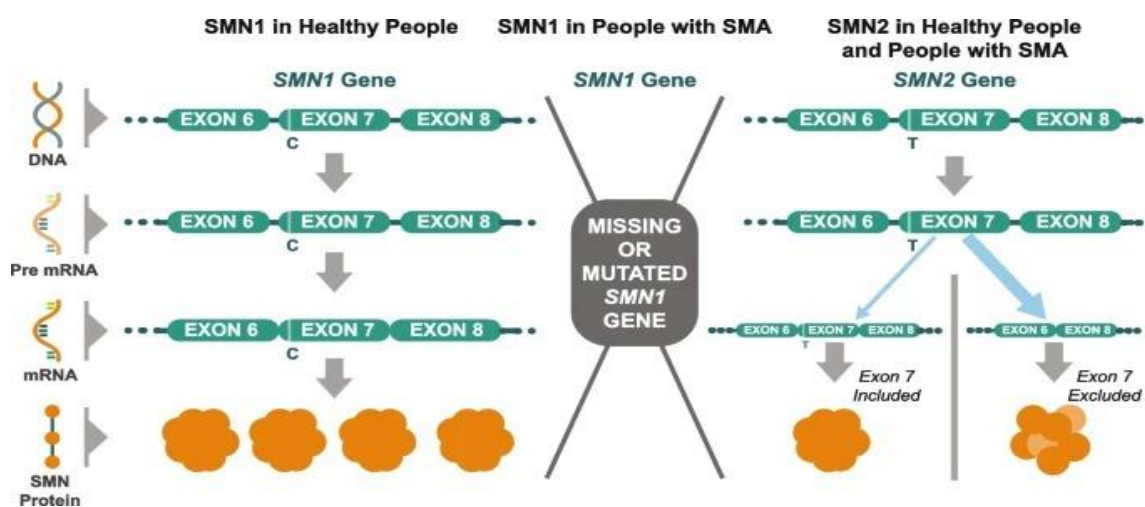 SMN1 in Healthy People
SMN1 in People with SMA
SMN2 in Healthy People
and People with SMA
SMN1 Gene
SMN1 Gene
SMN2 Gene
DNA
EXON 6
EXON 7
EXON 8
C
EXON 6
EXON 7
EXON 8
T
Pre mRNA
EXON 6
EXON 7
EXON 8
C
MISSING
OR
MUTATED
SMN1
GENE
EXON 6
EXON 7
EXON 8
T
mRNA
EXON 6
EXON 7
EXON 8
C
EXON 6
EXON 7
EXON 8
T
EXON 6
EXON 8
Exon 7
Included
Exon 7
Excluded
SMN
Protein